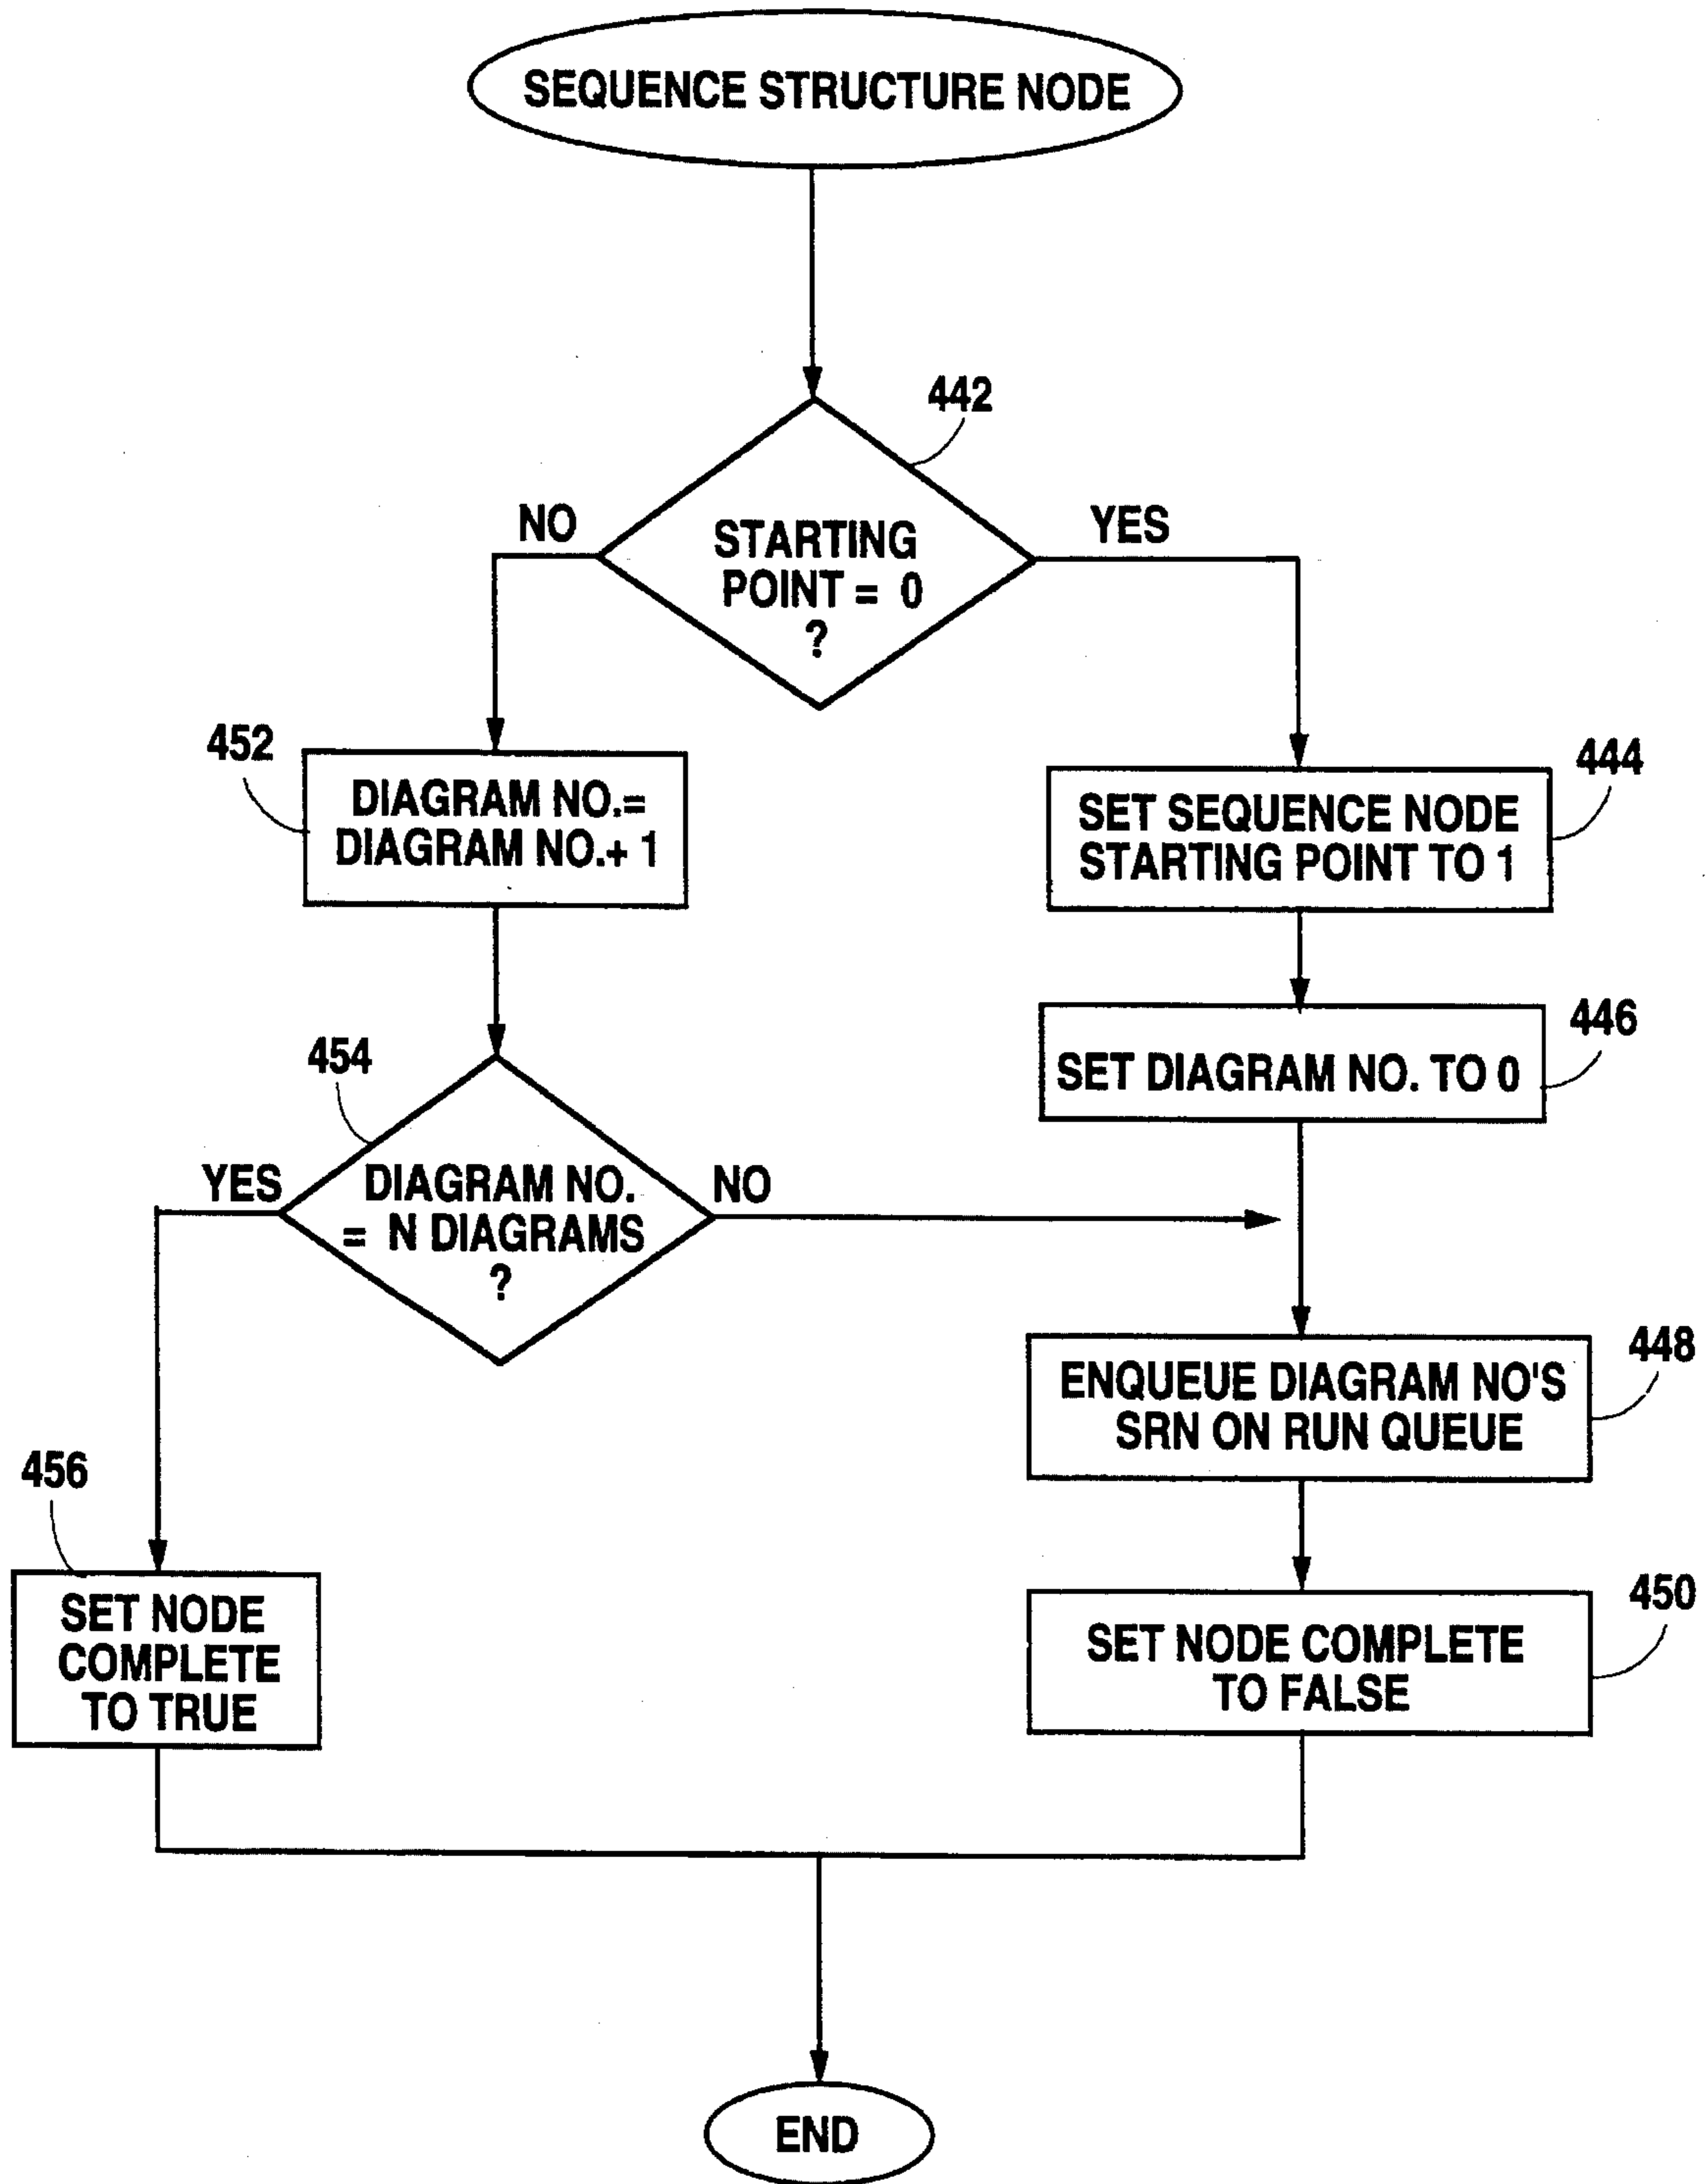 SEQUENCE STRUCTURE NODE
442
NO
YES
STARTING
POINT = 0
?
452
DIAGRAM NO.=
DIAGRAM NO.+ 1
444
SET SEQUENCE NODE
STARTING POINT TO 1
446
SET DIAGRAM NO. TO 0
454
YES
DIAGRAM NO.
= N DIAGRAMS
?
NO
448
ENQUEUE DIAGRAM NO'S
SRN ON RUN QUEUE
456
SET NODE
COMPLETE
TO TRUE
450
SET NODE COMPLETE
TO FALSE
END